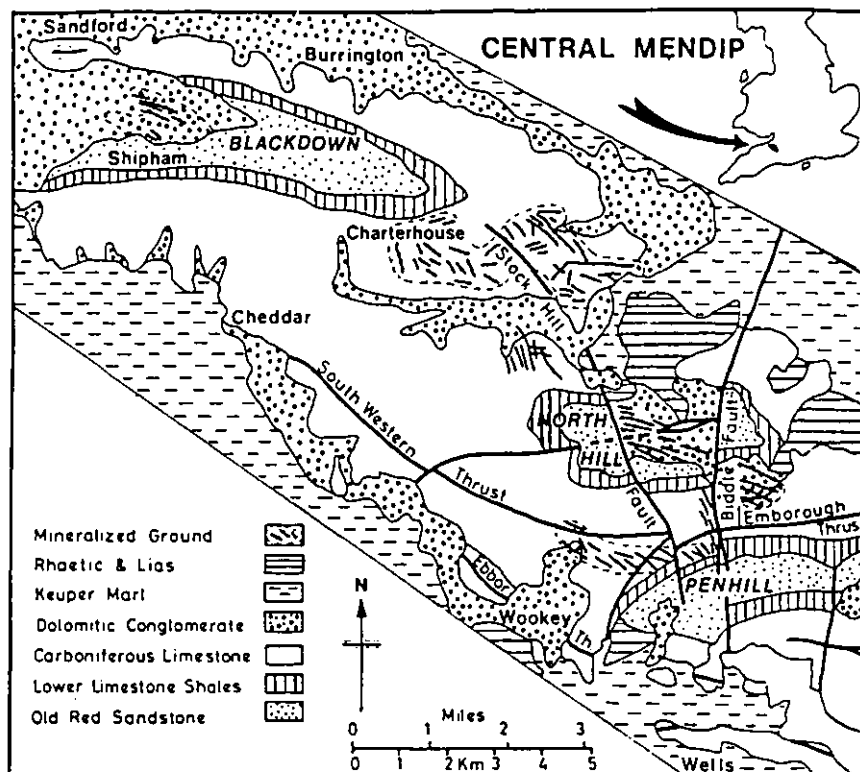 CENTRAL MENDIP
Sandford
Burrington
BLACKDOWN
Shipham
Charterhouse
Stock
Hill
Fault
Cheddar
South Western
Thrust
NORTH
HILL
Biddle
Fault
Emborough
Thrus
Ebbor
Th.
Wookey
PENHILL
Wells
Mineralized Ground
Rhaetic & Lias
Keuper Marl
Dolomitic Conglomerate
Carboniferous Limestone
Lower Limestone Shales
Old Red Sandstone
N
Miles
0 1 2 3
0 1 2 Km 3 4 5